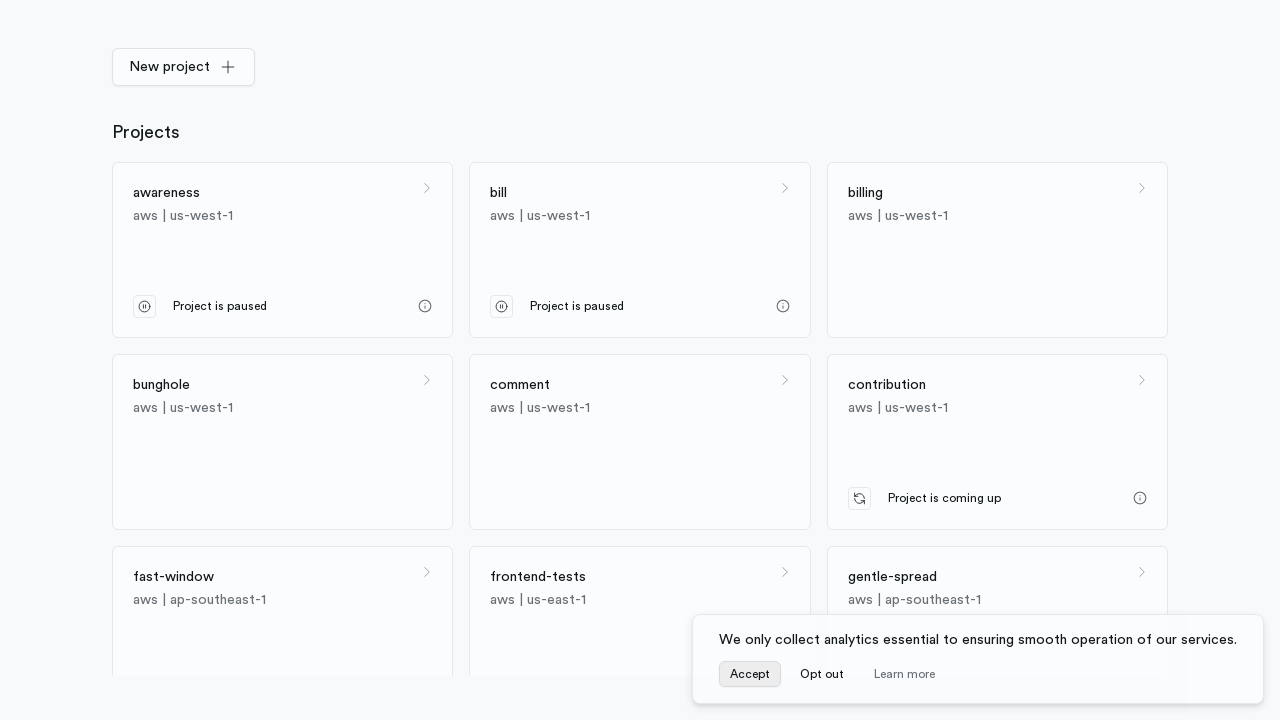 New project
Projects
awareness
aws | us-west-1
Project is paused
bill
aws | us-west-1
Project is paused
billing
aws | us-west-1
bunghole
aws | us-west-1
comment
aws | us-west-1
contribution
aws | us-west-1
Project is coming up
fast-window
aws | ap-southeast-1
frontend-tests
aws | us-east-1
gentle-spread
aws | ap-southeast-1
We only collect analytics essential to ensuring smooth operation of our services.
Accept
Opt out
Learn more